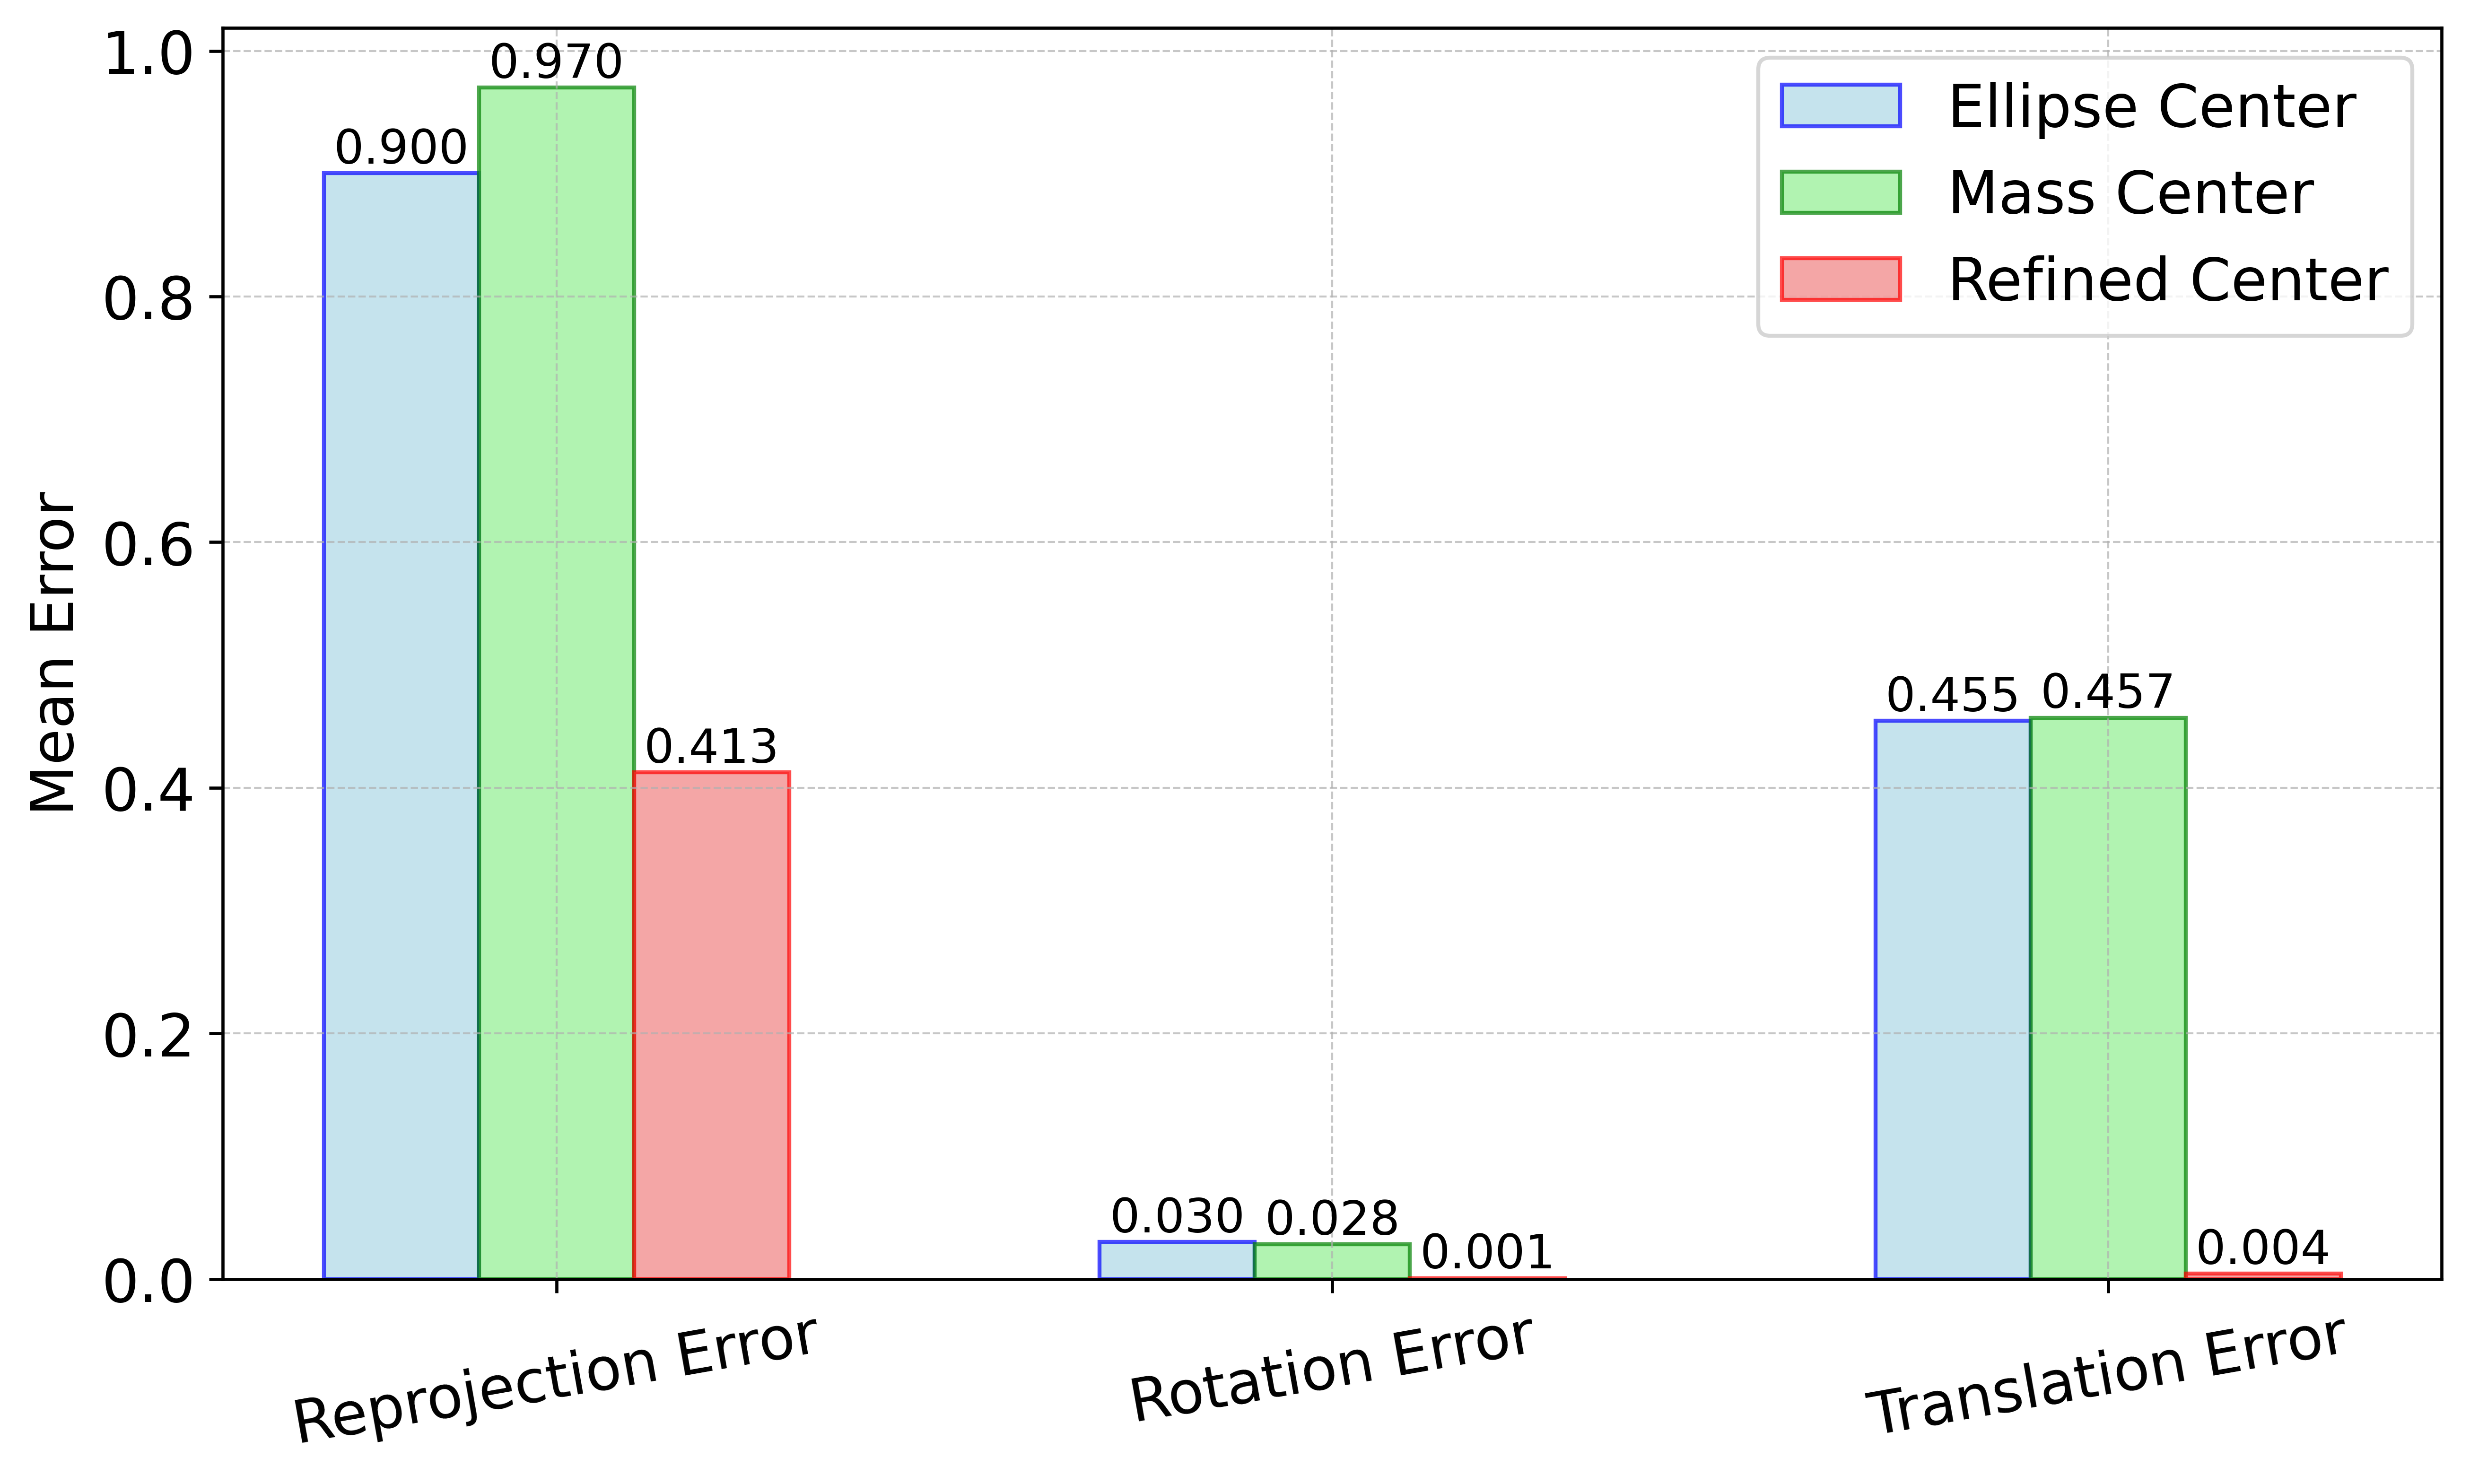 Mean Error
1.0
0.8
0.6
0.4
0.2
0.0
0.900
0.970
0.413
0.030
0.028
0.001
0.455
0.457
0.004
Ellipse Center
Mass Center
Refined Center
Reprojection Error
Rotation Error
Translation Error